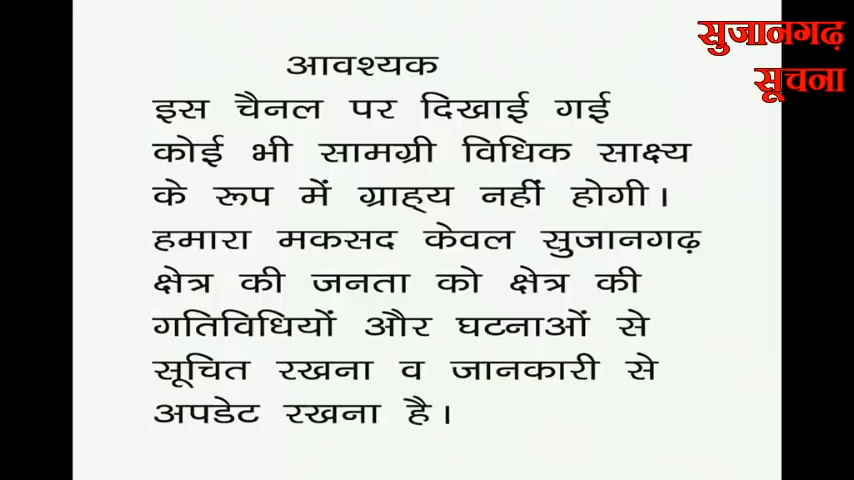 सुजानगढ़
सूचना
आवश्यक
इस चैनल पर दिखाई गई
कोई भी सामग्री विधिक साक्ष्य
के रूप में ग्राह्य नहीं होगी।
हमारा मकसद केवल सुजानगढ़
क्षेत्र की जनता को क्षेत्र की
गतिविधियों और घटनाओं से
सूचित रखना व जानकारी से
अपडेट रखना है।